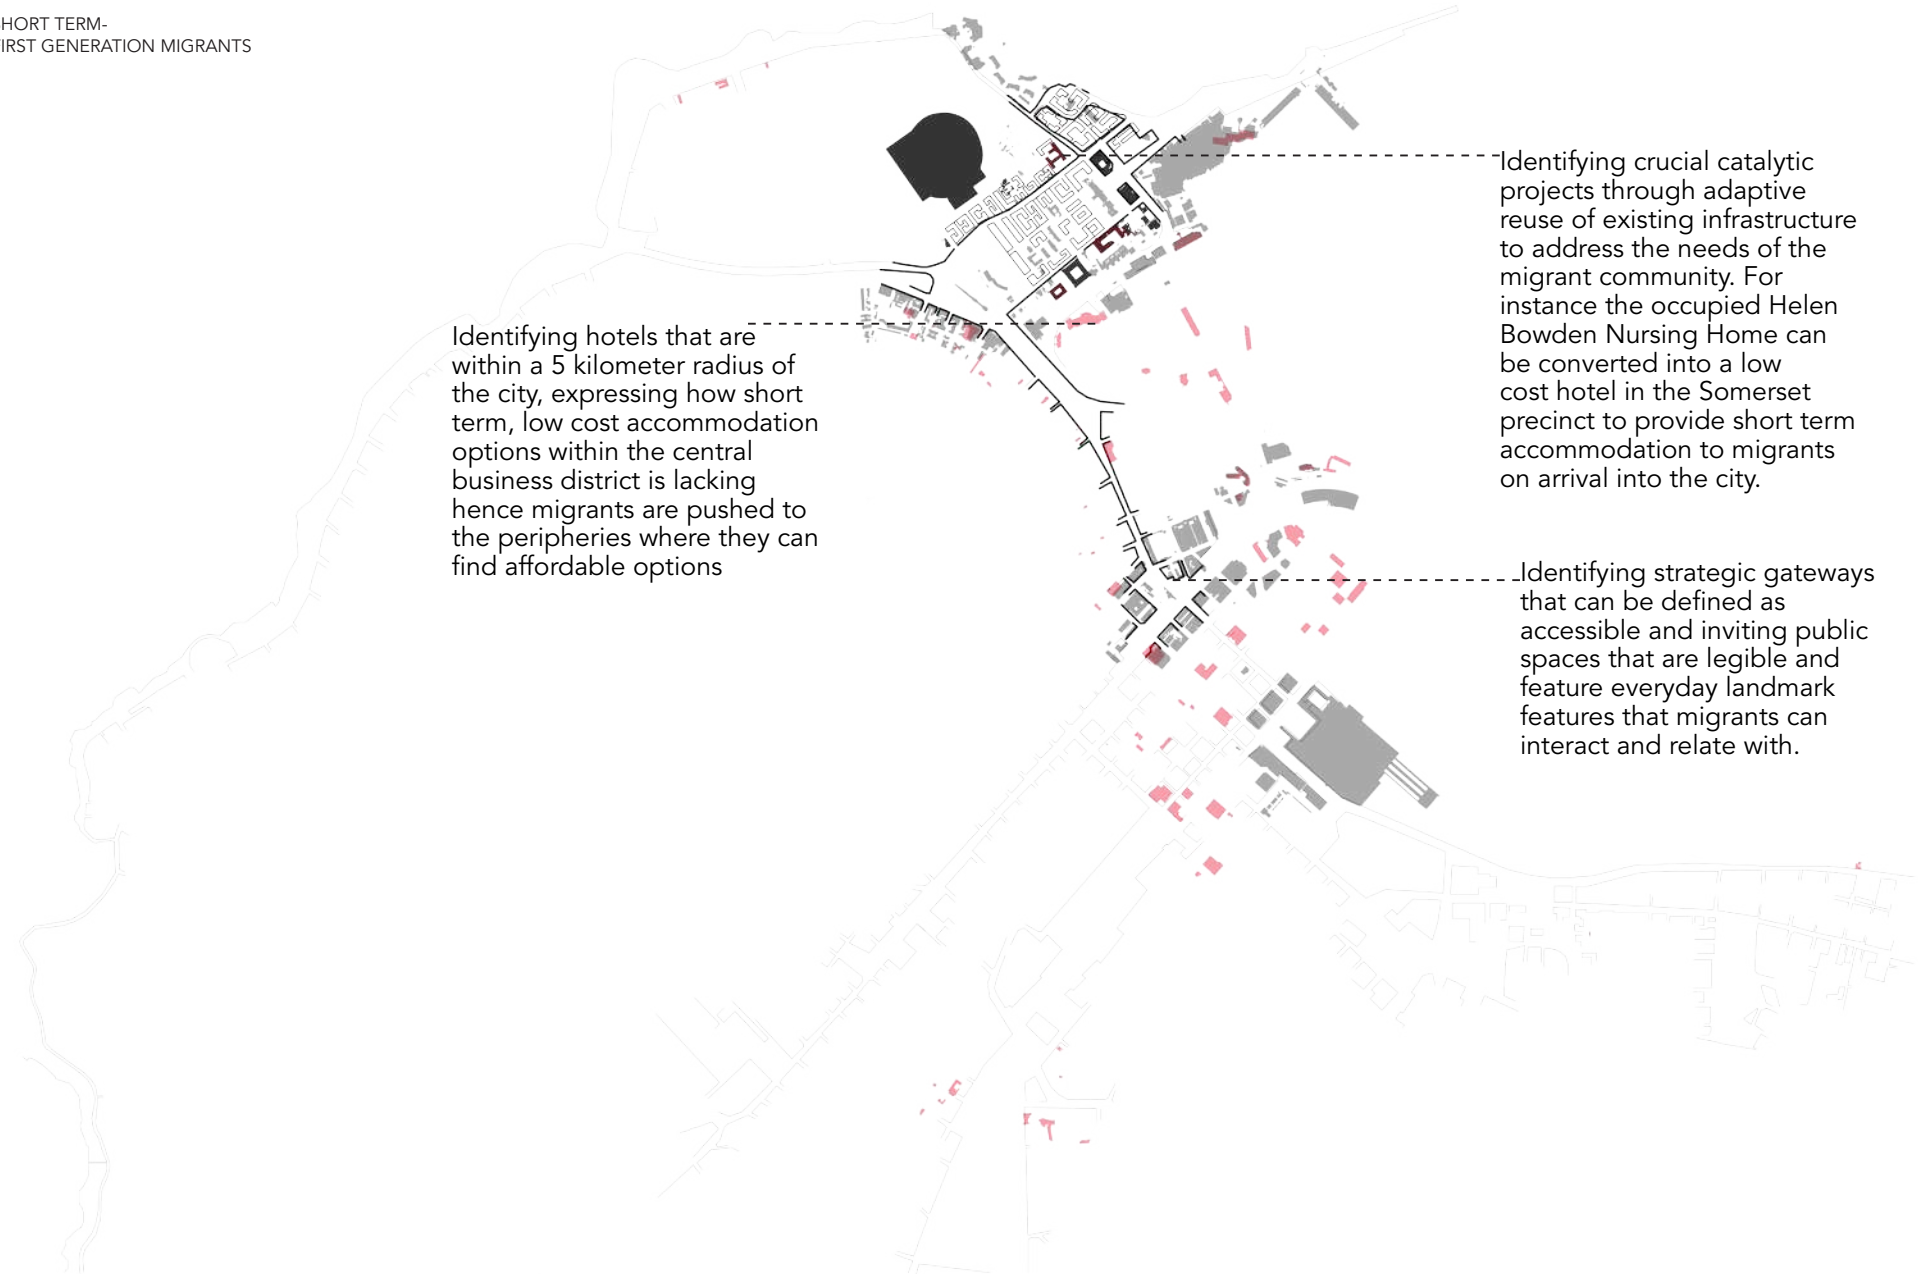 HORT TERM-
IRST GENERATION MIGRANTS
Identifying crucial catalytic
projects through adaptive
reuse of existing infrastructure
to address the needs of the
migrant community. For
instance the occupied Helen
Bowden Nursing Home can
be converted into a low
cost hotel in the Somerset
precinct to provide short term
accommodation to migrants
on arrival into the city.
Identifying hotels that are
within a 5 kilometer radius of
the city, expressing how short
term, low cost accommodation
options within the central
business district is lacking
hence migrants are pushed to
the peripheries where they can
find affordable options
Identifying strategic gateways
that can be defined as
accessible and inviting public
spaces that are legible and
feature everyday landmark
features that migrants can
interact and relate with.